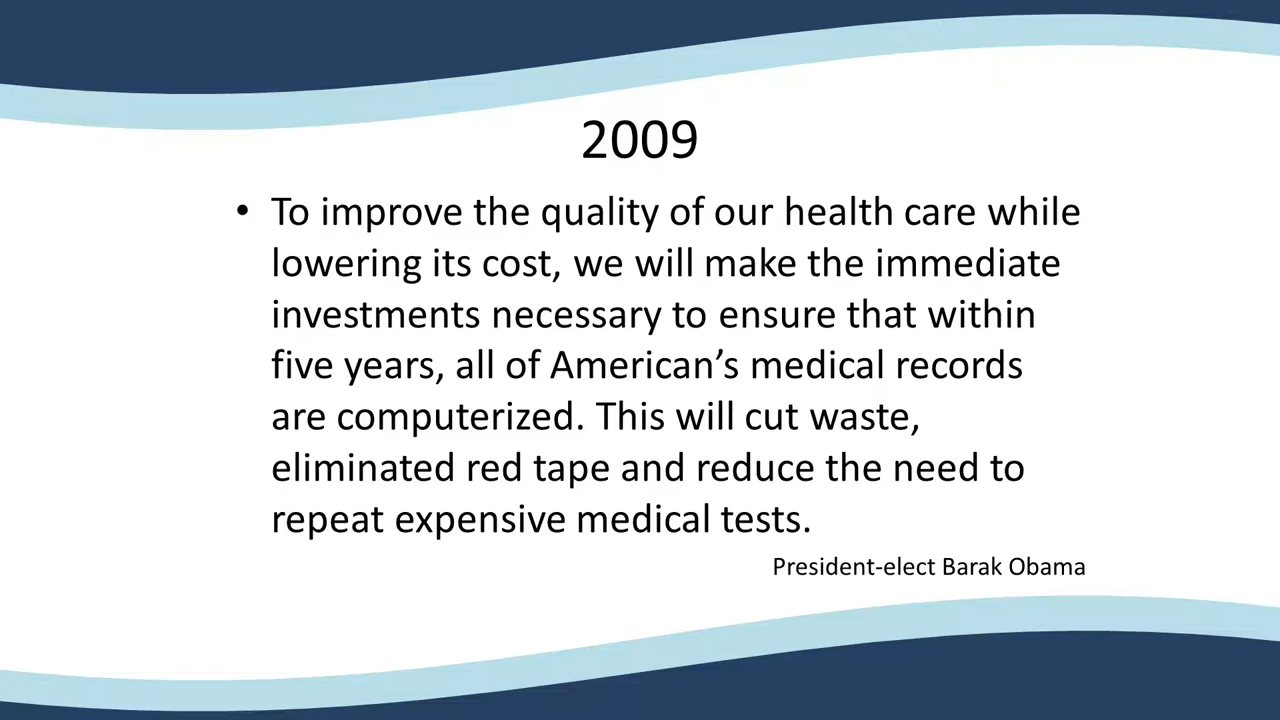 2009
• To improve the quality of our health care while
lowering its cost, we will make the immediate
investments necessary to ensure that within
five years, all of American’s medical records
are computerized. This will cut waste,
eliminated red tape and reduce the need to
repeat expensive medical tests.
President-elect Barak Obama